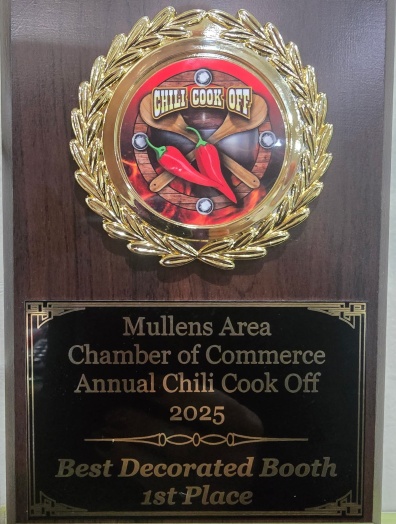 CHILI COOK OFF
Mullens Area
Chamber of Commerce
Annual Chili Cook Off
2025
Best Decorated Booth
1st Place